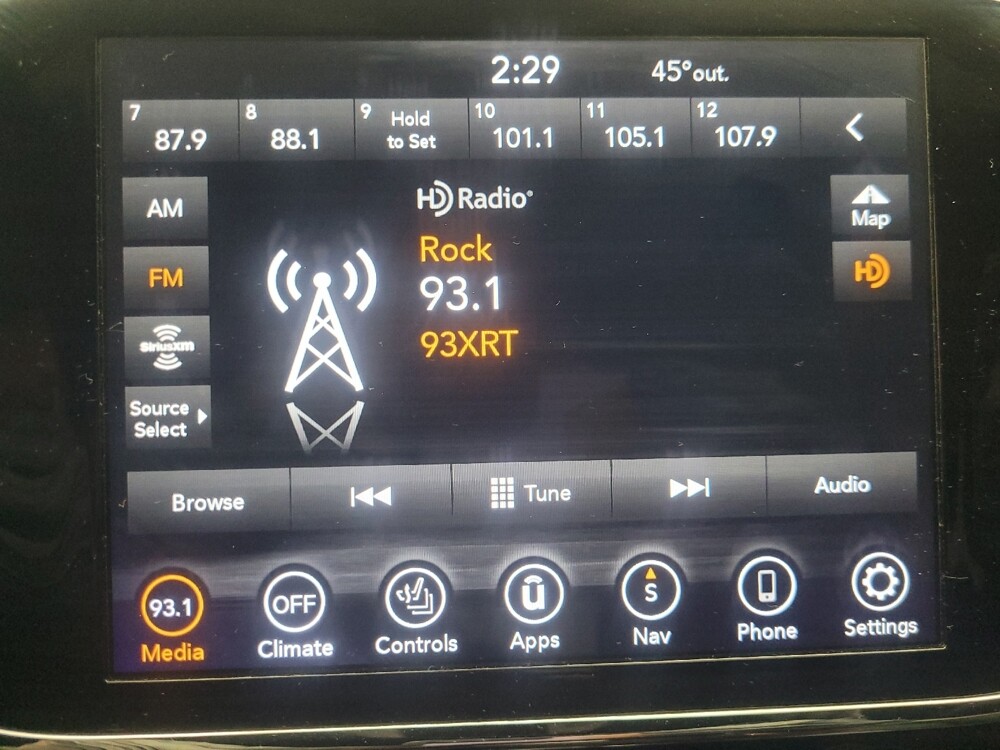 2:29 45°out.
7 8 9 Hold 10 11 12
87.9 88.1 to Set 101.1 105.1 107.9
AM
HD Radio®
Map
FM
Rock
HD
93.1
SiriusXM
93XRT
Source
Select
Browse Tune Audio
93.1 OFF û S
Media Climate Controls Apps Nav Phone Settings